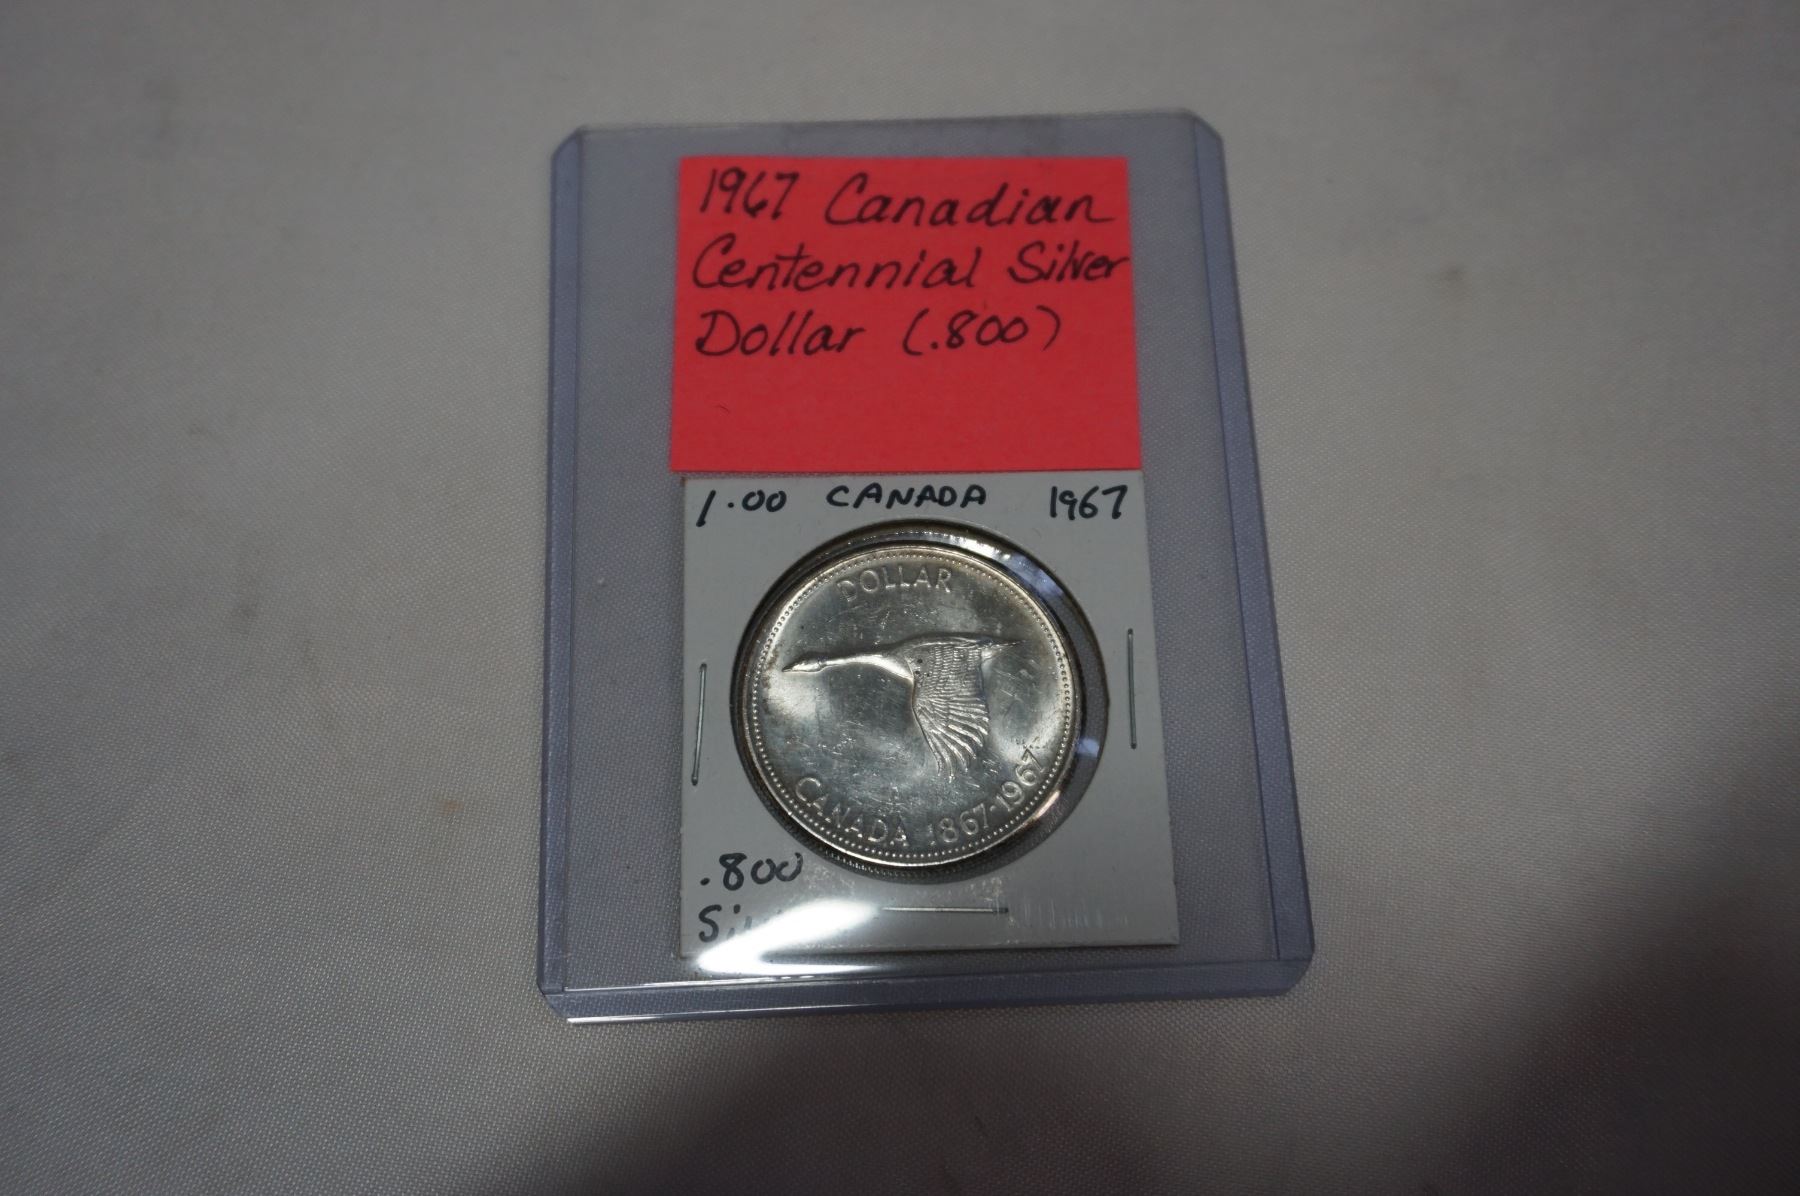 1967 Canadian
Centennial Silver
Dollar (.800)
1.00 CANADA 1967
DOLLAR
CANADA 1867-1967
.800